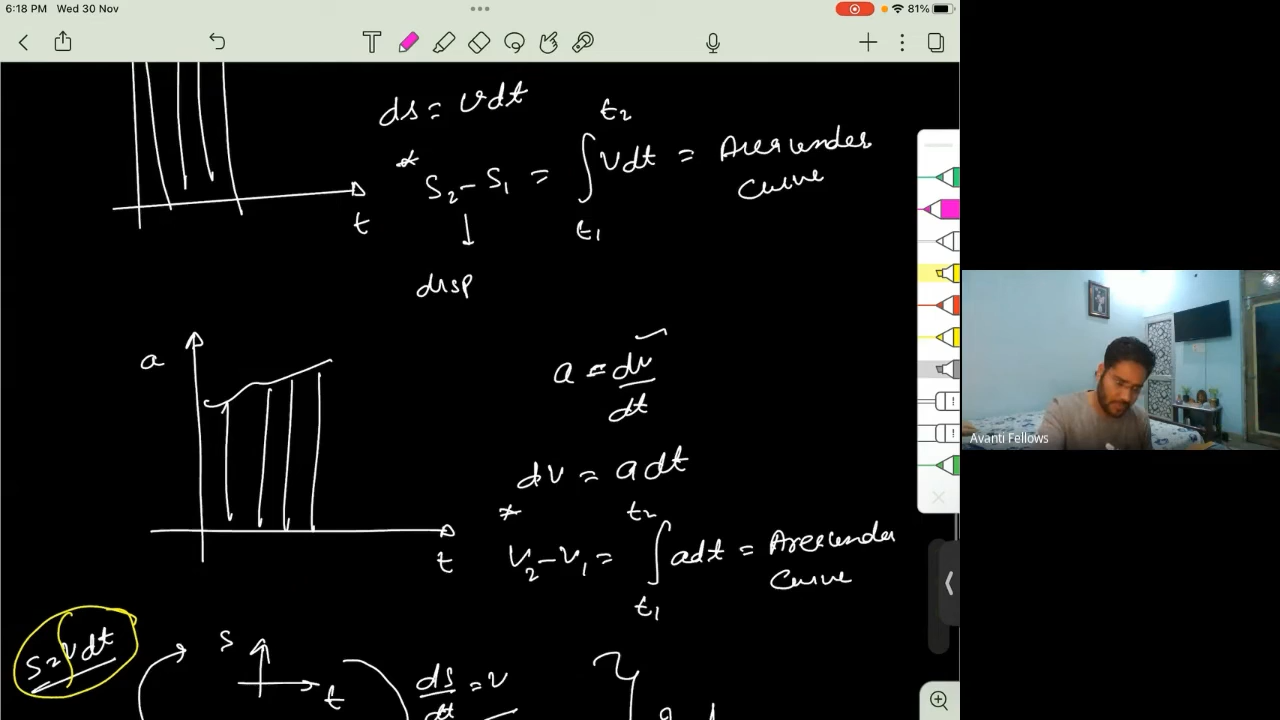 6:18 PM Wed 30 Nov
81%
T
ds = vdt
t2
* S2 - S1 = ∫vdt = Area under
curve
t1
t
disp
a
a = dv
dt
dv = adt
* t2
V2 - V1 = ∫adt = Area under
curve
t1
t
S = ∫vdt
S
t
ds = v
dt
Avanti Fellows